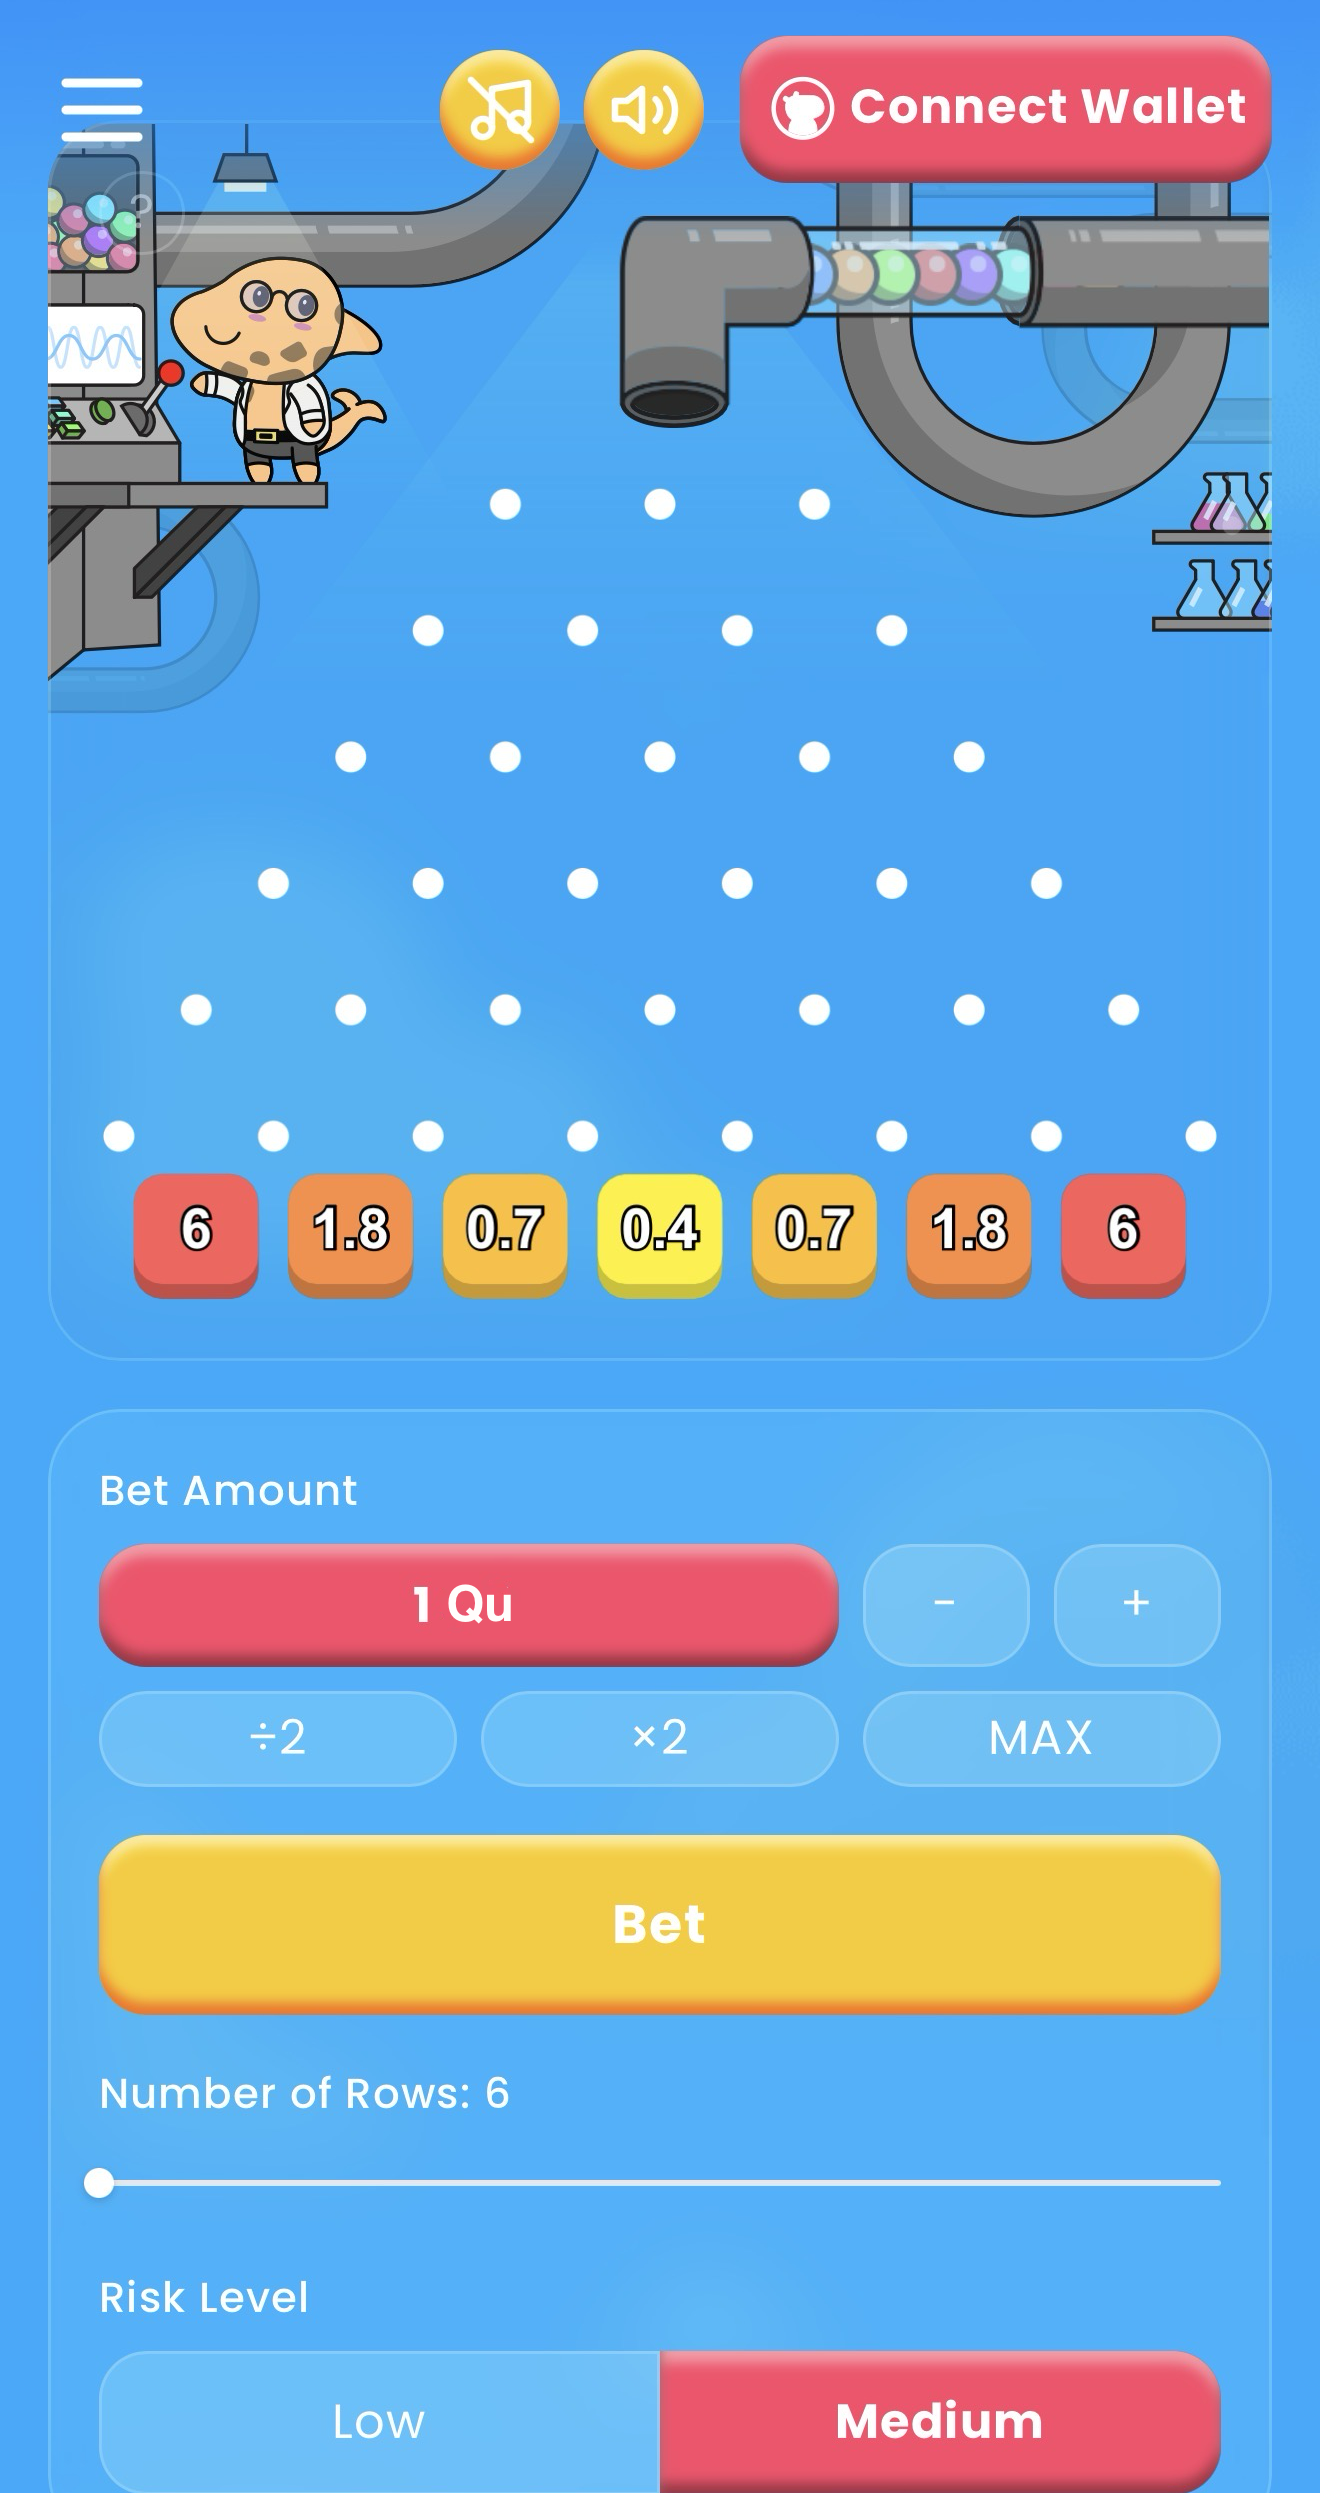 Connect Wallet
?
6 1.8 0.7 0.4 0.7 1.8 6
Bet Amount
1 Qu - +
÷2 ×2 MAX
Bet
Number of Rows: 6
Risk Level
Low Medium